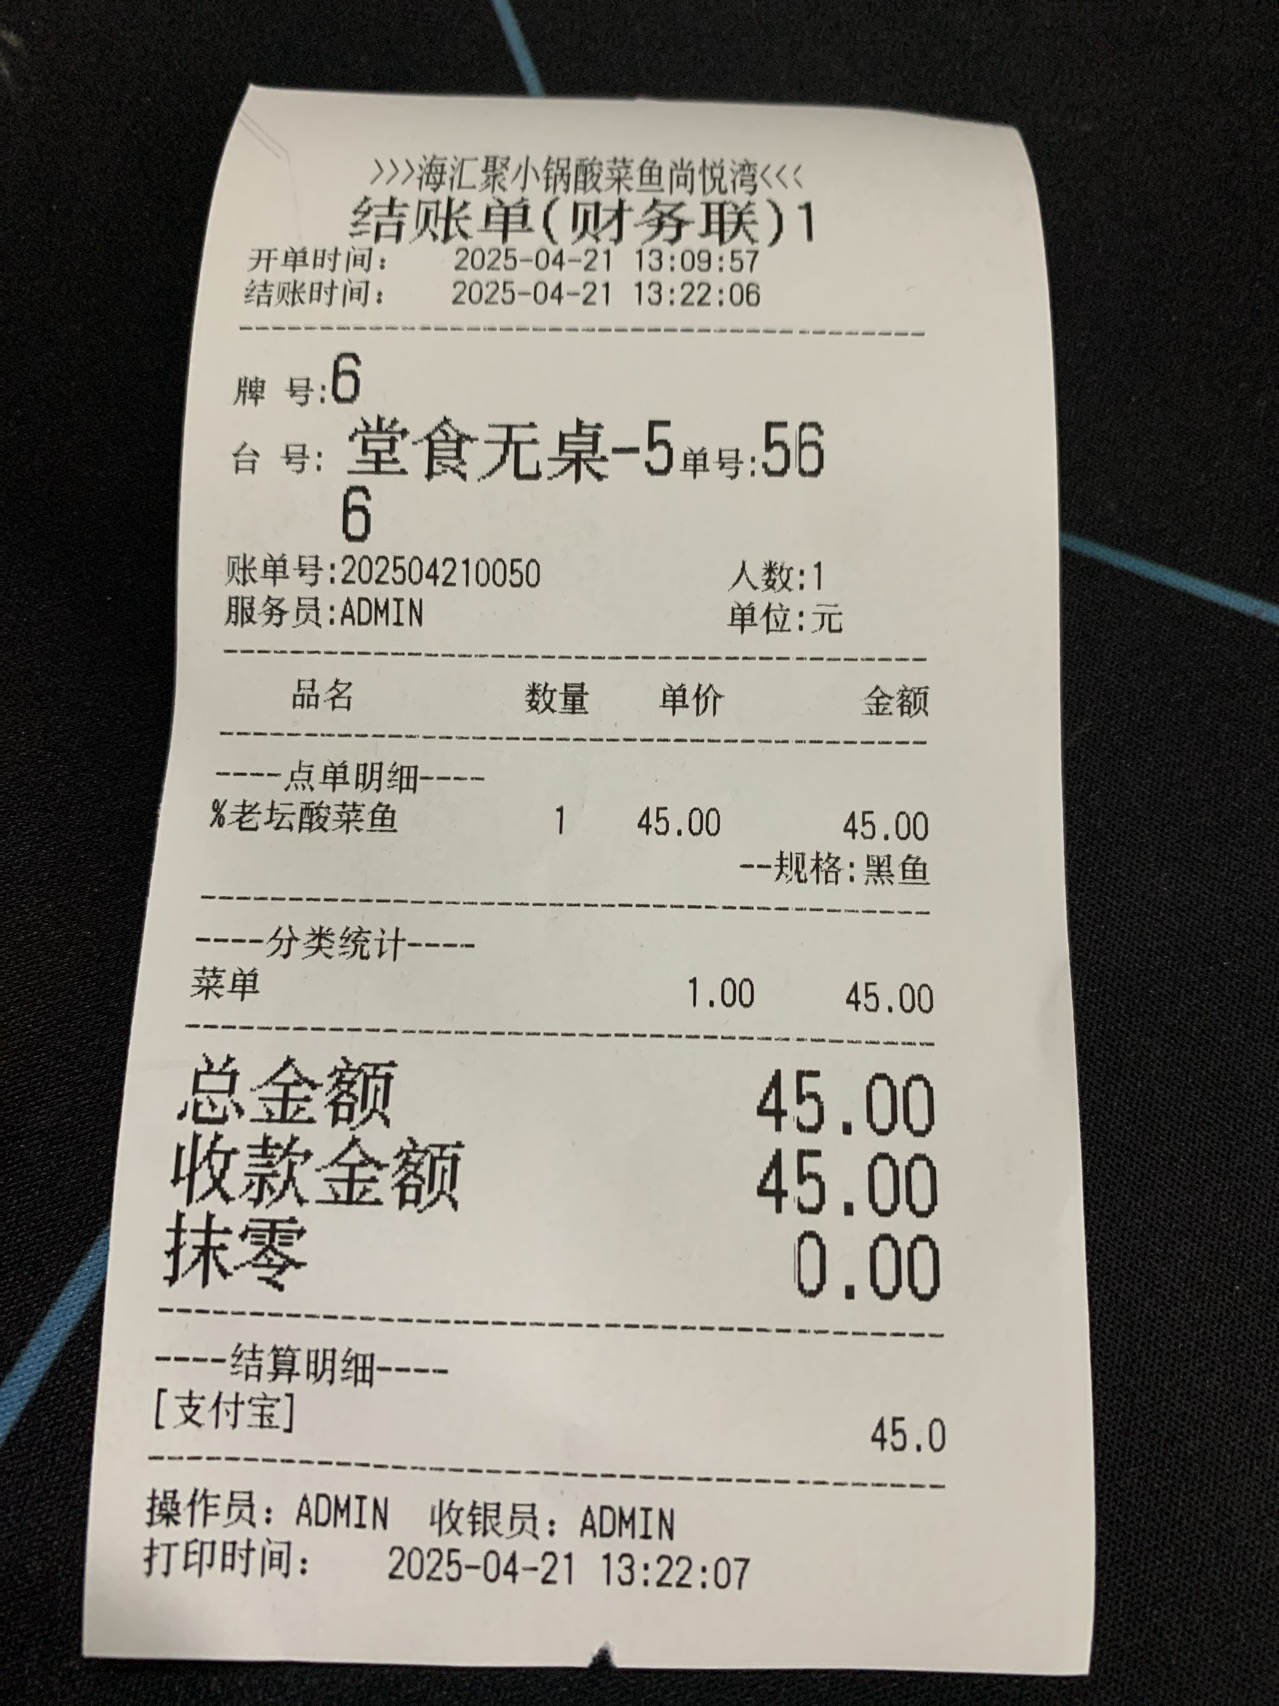 >>>海汇聚小锅酸菜鱼尚悦湾<<<
结账单(财务联)1
开单时间: 2025-04-21 13:09:57
结账时间: 2025-04-21 13:22:06
牌 号:6
台 号: 堂食无桌-5单号:56
6
账单号:202504210050 人数:1
服务员:ADMIN 单位:元
品名 数量 单价 金额
----点单明细----
%老坛酸菜鱼 1 45.00 45.00
--规格:黑鱼
----分类统计----
菜单 1.00 45.00
总金额 45.00
收款金额 45.00
抹零 0.00
----结算明细----
[支付宝] 45.0
操作员: ADMIN 收银员: ADMIN
打印时间: 2025-04-21 13:22:07